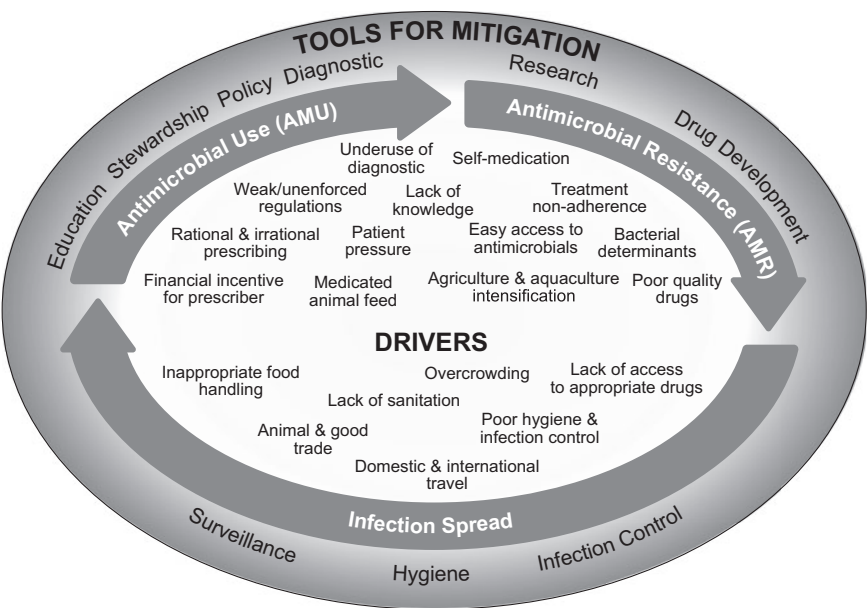 TOOLS FOR MITIGATION
Education Stewardship Policy Diagnostic
Research
Drug Development
Antimicrobial Use (AMU)
Antimicrobial Resistance (AMR)
Underuse of
diagnostic
Self-medication
Weak/unenforced
regulations
Lack of
knowledge
Treatment
non-adherence
Rational & irrational
prescribing
Patient
pressure
Easy access to
antimicrobials
Bacterial
determinants
Financial incentive
for prescriber
Medicated
animal feed
Agriculture & aquaculture
intensification
Poor quality
drugs
DRIVERS
Inappropriate food
handling
Overcrowding
Lack of access
to appropriate drugs
Lack of sanitation
Animal & good
trade
Poor hygiene &
infection control
Domestic & international
travel
Infection Spread
Surveillance
Hygiene
Infection Control